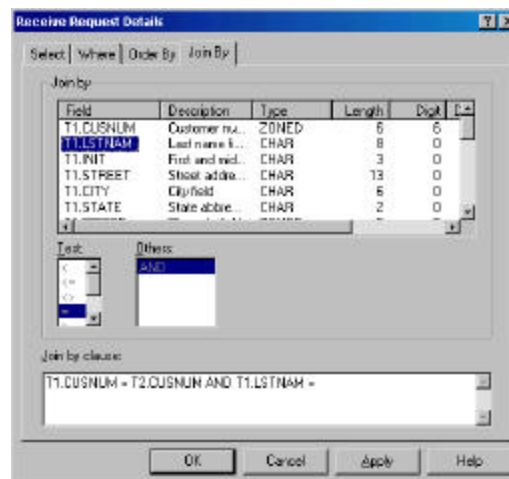 Receive Request Details
Select Where Order By Join By
Join by
Field Description Type Length Digit
T1.CUSNUM Customer nu... ZONED 6 6
T1.LSTNAM Last name fi... CHAR 8 0
T1.INIT First and mid... CHAR 3 0
T1.STREET Street addre... CHAR 13 0
T1.CITY City field CHAR 6 0
T1.STATE State abbre... CHAR 2 0
Test: Others:
< AND
<=
<>
=
Join by clause:
T1.CUSNUM = T2.CUSNUM AND T1.LSTNAM =
OK Cancel Apply Help